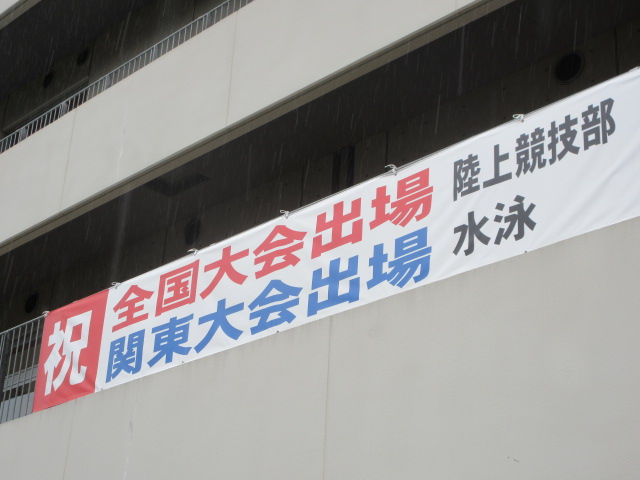 祝
全国大会出場 陸上競技部
関東大会出場 水泳